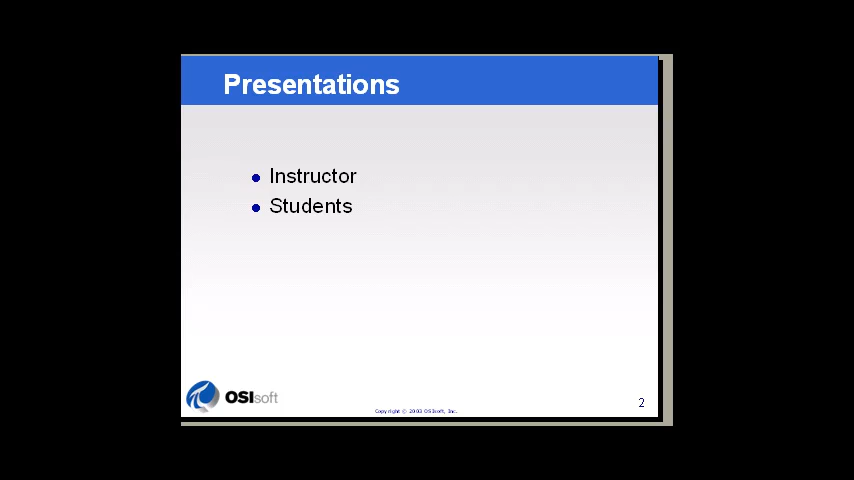 Presentations
Instructor
Students
OSIsoft
Copyright © 2003 OSIsoft, Inc.
2